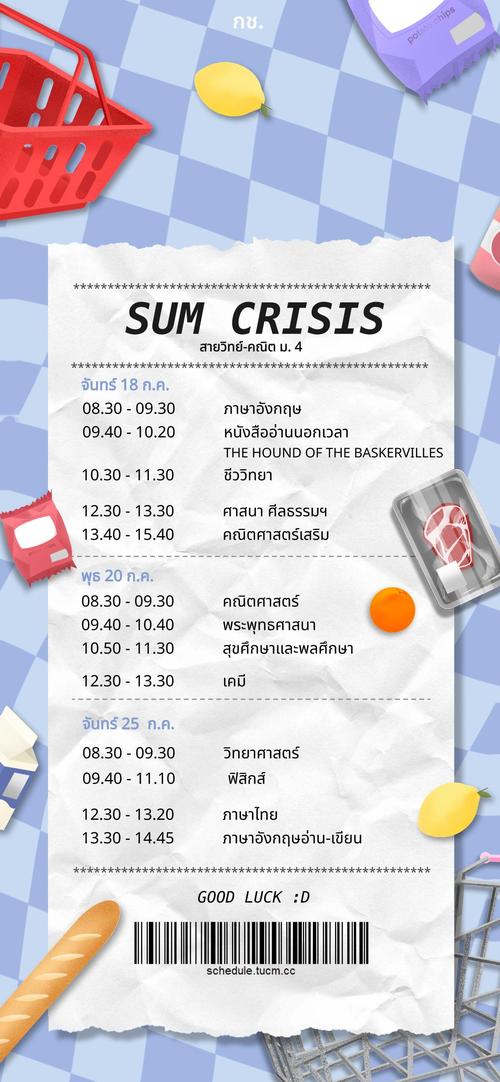 กช.
potato chips
*****************************************************
SUM CRISIS
สายวิทย์-คณิต ม. 4
*****************************************************
จันทร์ 18 ก.ค.
08.30 - 09.30 ภาษาอังกฤษ
09.40 - 10.20 หนังสืออ่านนอกเวลา
THE HOUND OF THE BASKERVILLES
10.30 - 11.30 ชีววิทยา
12.30 - 13.30 ศาสนา ศีลธรรมฯ
13.40 - 15.40 คณิตศาสตร์เสริม
พุธ 20 ก.ค.
08.30 - 09.30 คณิตศาสตร์
09.40 - 10.40 พระพุทธศาสนา
10.50 - 11.30 สุขศึกษาและพลศึกษา
12.30 - 13.30 เคมี
จันทร์ 25 ก.ค.
08.30 - 09.30 วิทยาศาสตร์
09.40 - 11.10 ฟิสิกส์
12.30 - 13.20 ภาษาไทย
13.30 - 14.45 ภาษาอังกฤษอ่าน-เขียน
*****************************************************
GOOD LUCK :D
schedule.tucm.cc